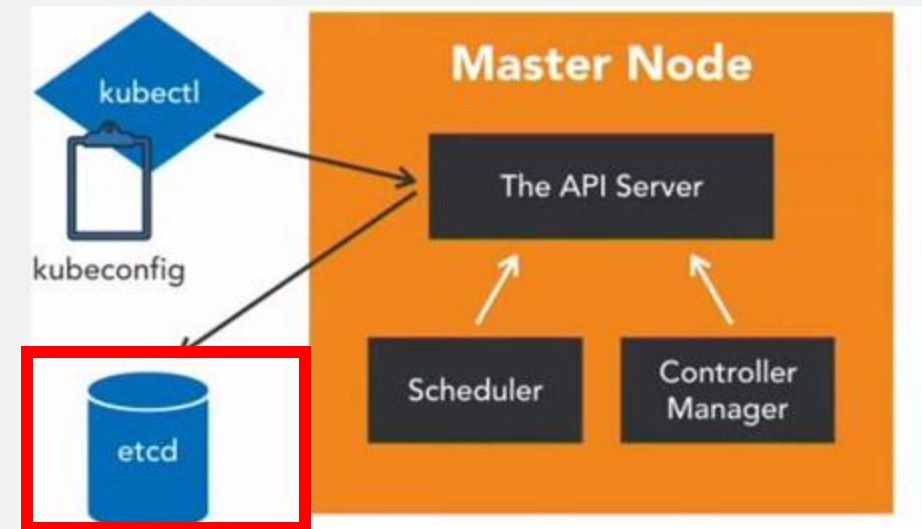 Master Node
kubectl
The API Server
kubeconfig
Scheduler
Controller
Manager
etcd